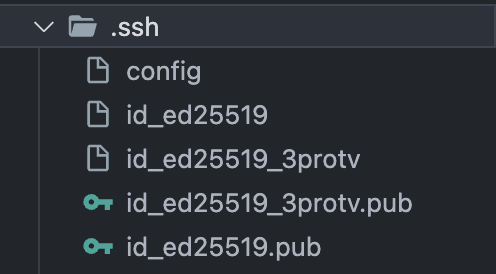 .ssh
config
id_ed25519
id_ed25519_3protv
id_ed25519_3protv.pub
id_ed25519.pub